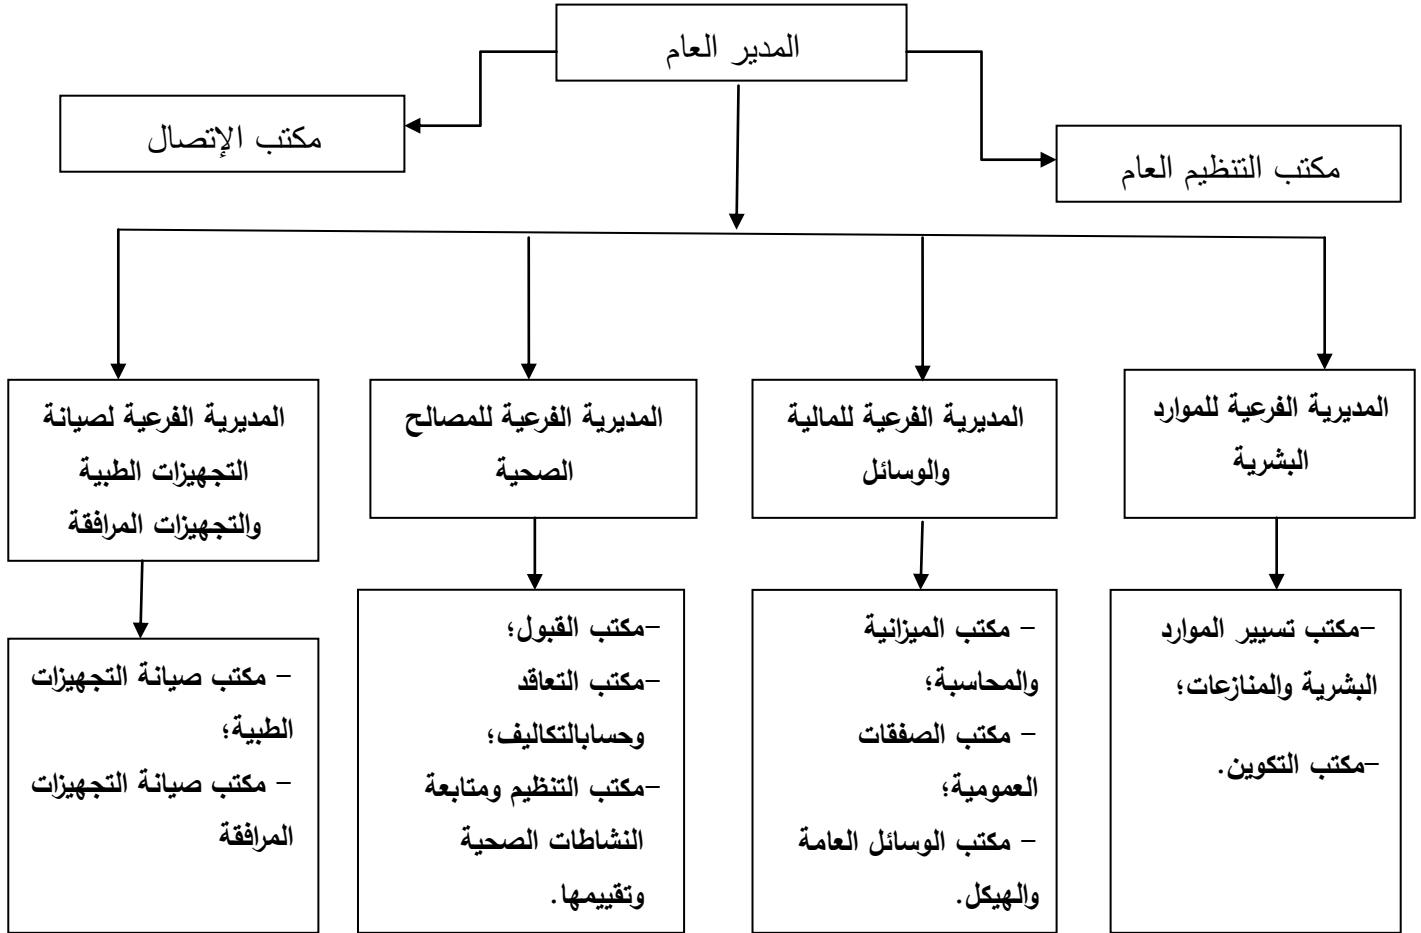 المدير العام
مكتب التنظيم العام
مكتب الإتصال
المديرية الفرعية للموارد
البشرية
المديرية الفرعية للمالية
والوسائل
المديرية الفرعية للمصالح
الصحية
المديرية الفرعية لصيانة
التجهيزات الطبية
والتجهيزات المرافقة
-مكتب تسيير الموارد
البشرية والمنازعات؛
-مكتب التكوين.
- مكتب الميزانية
والمحاسبة؛
- مكتب الصفقات
العمومية؛
- مكتب الوسائل العامة
والهيكل.
-مكتب القبول؛
-مكتب التعاقد
وحسابالتكاليف؛
-مكتب التنظيم ومتابعة
النشاطات الصحية
وتقييمها.
- مكتب صيانة التجهيزات
الطبية؛
- مكتب صيانة التجهيزات
المرافقة